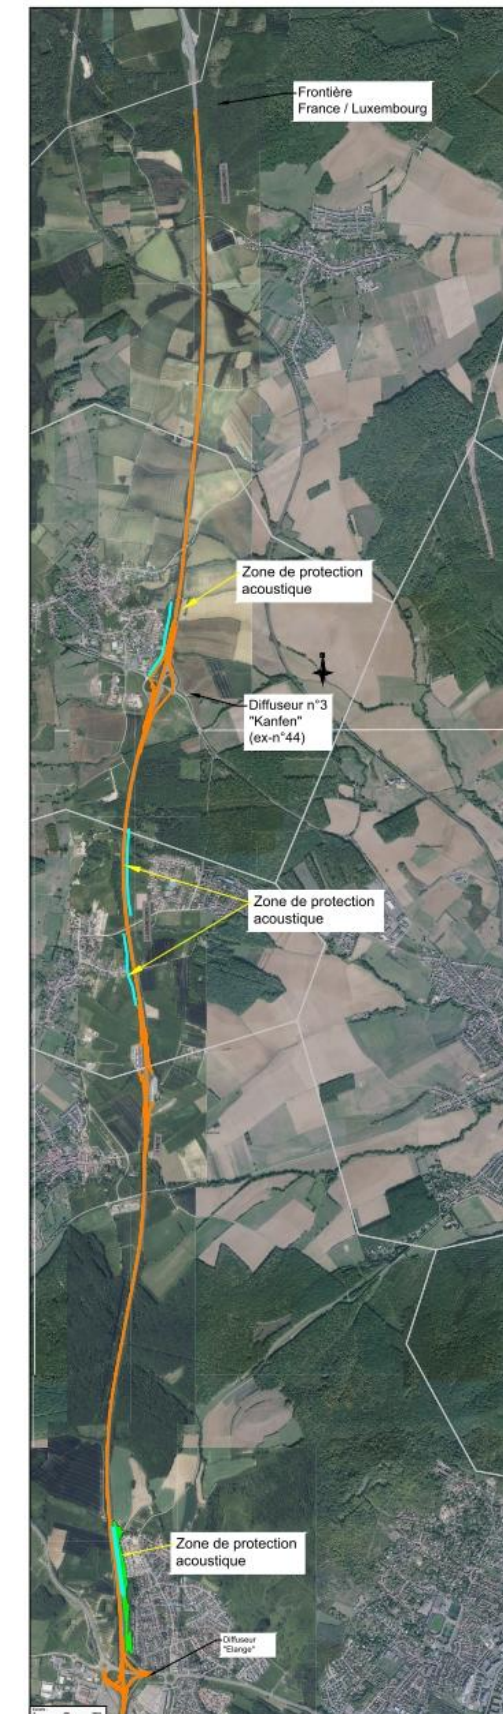 Frontière
France / Luxembourg
Zone de protection
acoustique
Diffuseur n°3
"Kanfen"
(ex-n°44)
Zone de protection
acoustique
Zone de protection
acoustique
Diffuseur
"Elange"